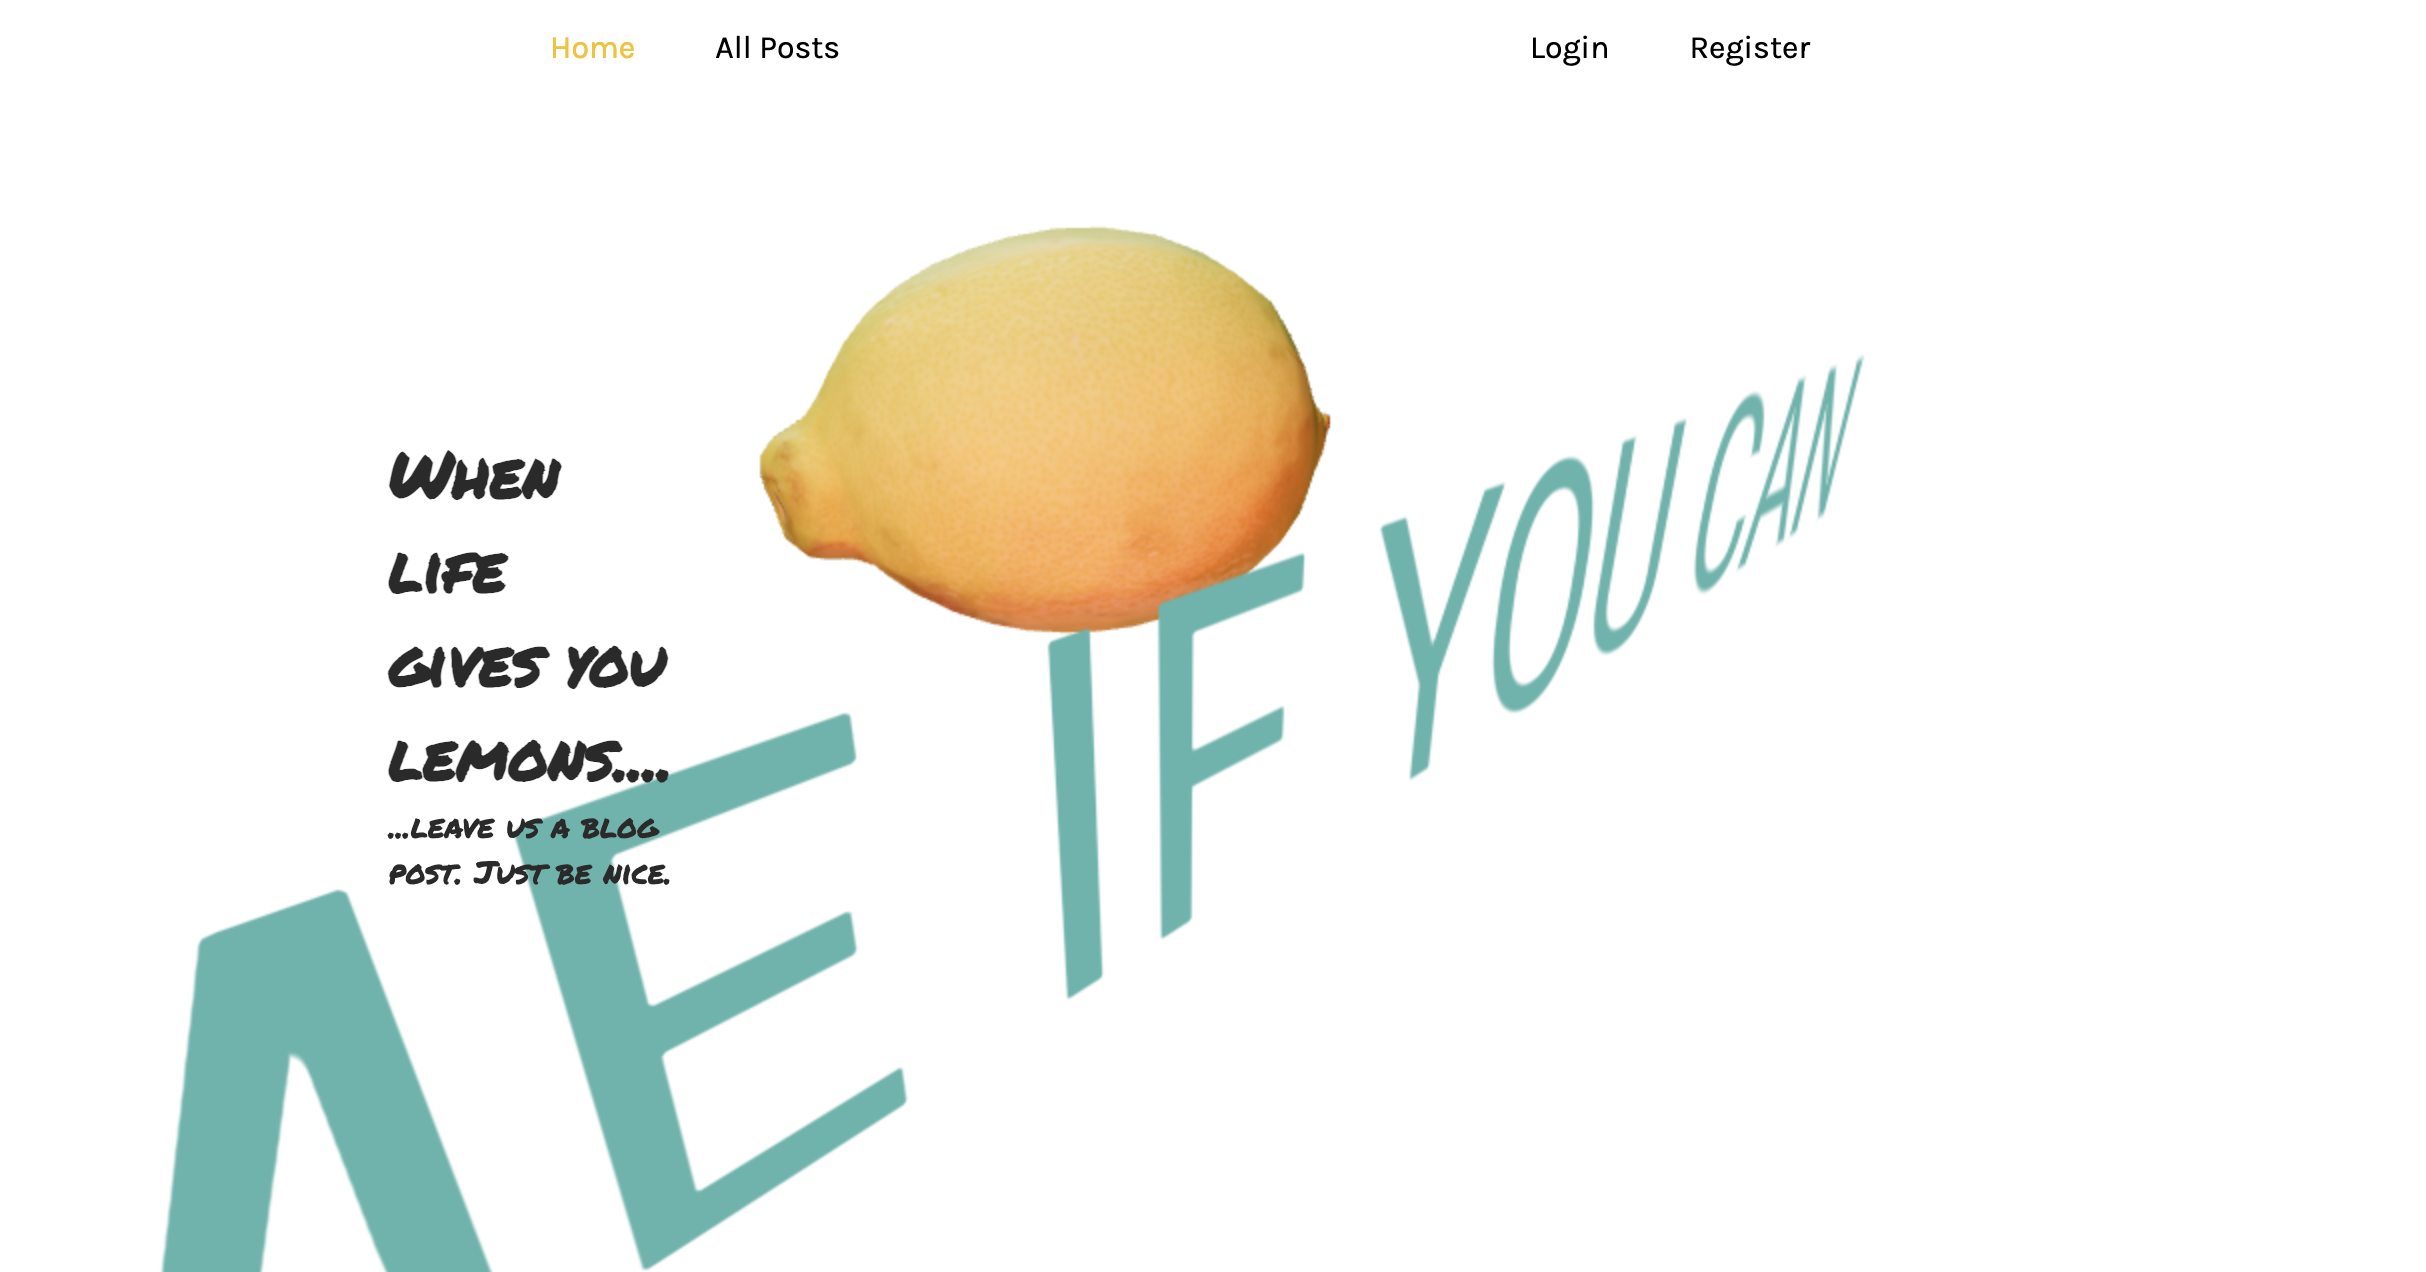 Home All Posts Login Register
When
life
gives you
lemons....
...leave us a blog
post. Just be nice.
E IF YOU CAN